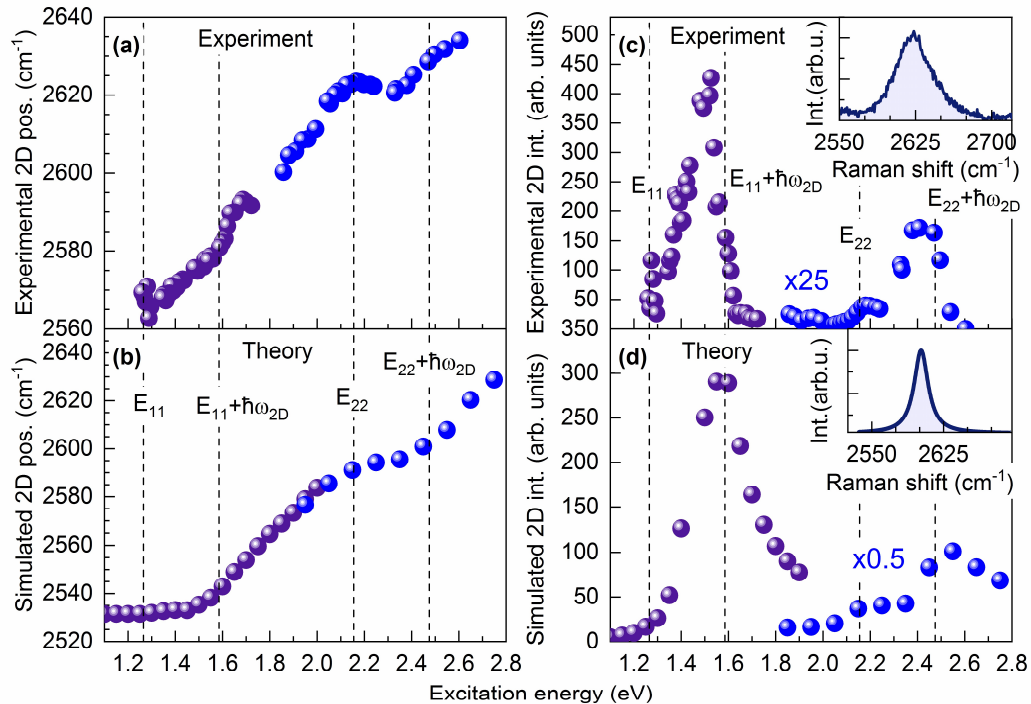 (a)
Experiment
Experimental 2D pos. (cm⁻¹)
2640
2620
2600
2580
2560
(b)
Theory
Simulated 2D pos. (cm⁻¹)
2640
2620
2600
2580
2560
2540
2520
E₁₁
E₁₁+ħω₂D
E₂₂
E₂₂+ħω₂D
1.2 1.4 1.6 1.8 2.0 2.2 2.4 2.6 2.8
(c)
Experiment
Experimental 2D int. (arb. units)
500
450
400
350
300
250
200
150
100
50
E₁₁
E₁₁+ħω₂D
E₂₂
E₂₂+ħω₂D
x25
Int.(arb.u.)
2550 2625 2700
Raman shift (cm⁻¹)
(d)
Theory
Simulated 2D int. (arb. units)
350
300
250
200
150
100
50
0
x0.5
Int.(arb.u.)
2550 2625
Raman shift (cm⁻¹)
1.2 1.4 1.6 1.8 2.0 2.2 2.4 2.6 2.8
Excitation energy (eV)